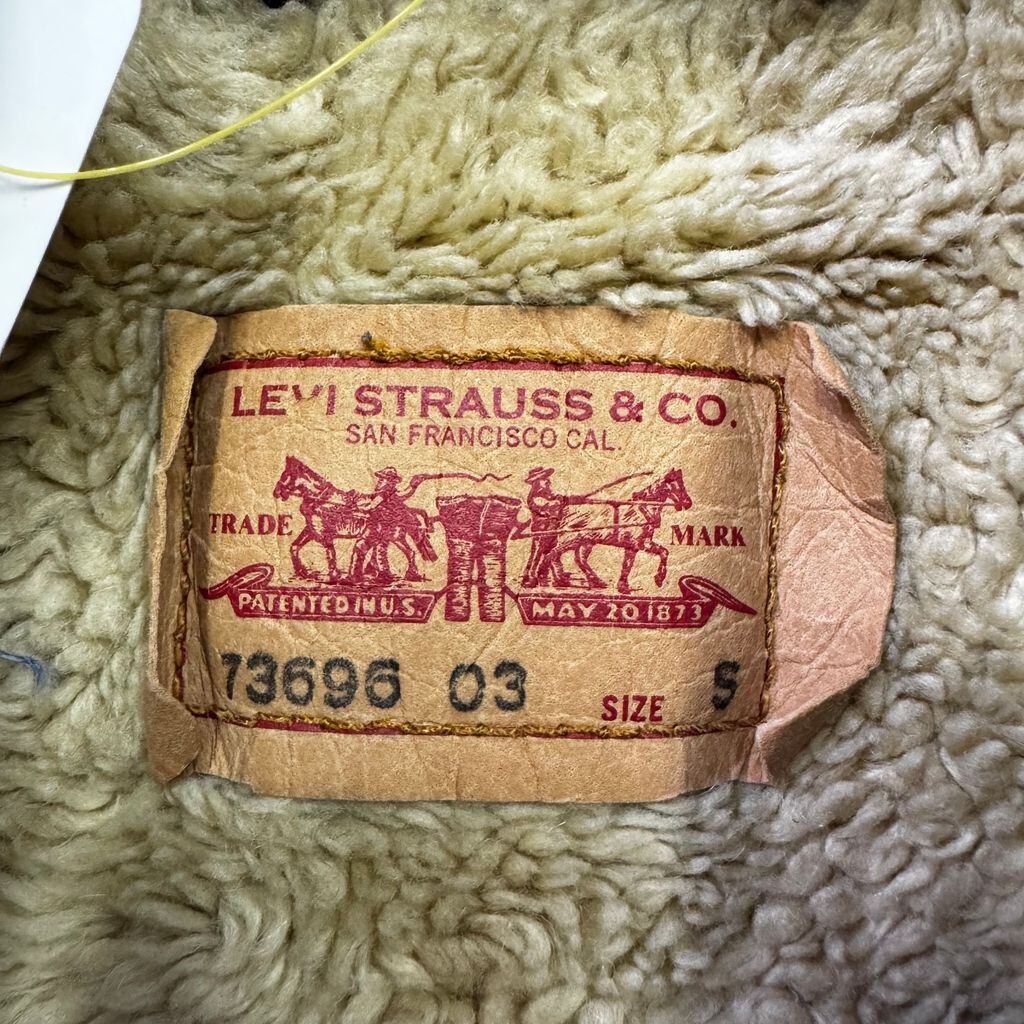 LEVI STRAUSS & CO.
SAN FRANCISCO CAL.
TRADE MARK
PATENTED IN U.S. MAY 20 1873
73696 03 SIZE S